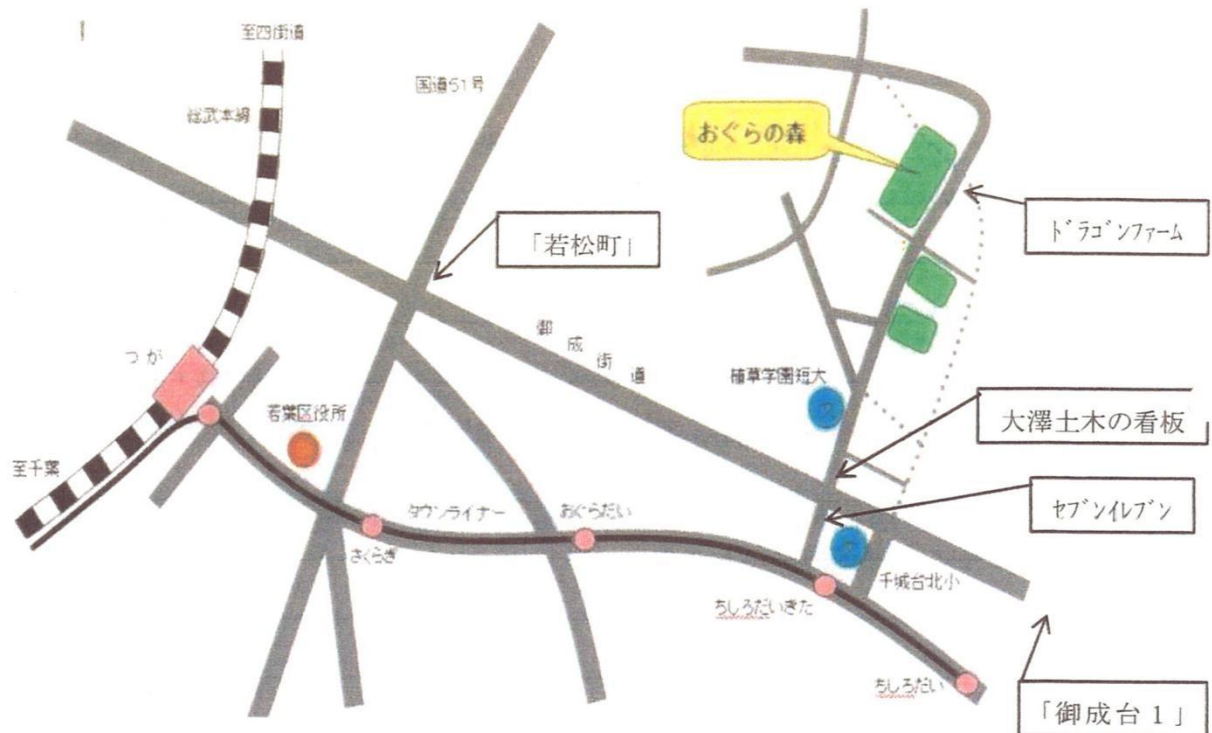 至四街道
総武本線
国道51号
おぐらの森
「若松町」
ドラゴンファーム
つが
御成街道
植草学園短大
若葉区役所
大澤土木の看板
至千葉
タウンライナー
おぐらだい
セブンイレブン
さくらぎ
千城台北小
ちしろだいきた
ちしろだい
「御成台1」